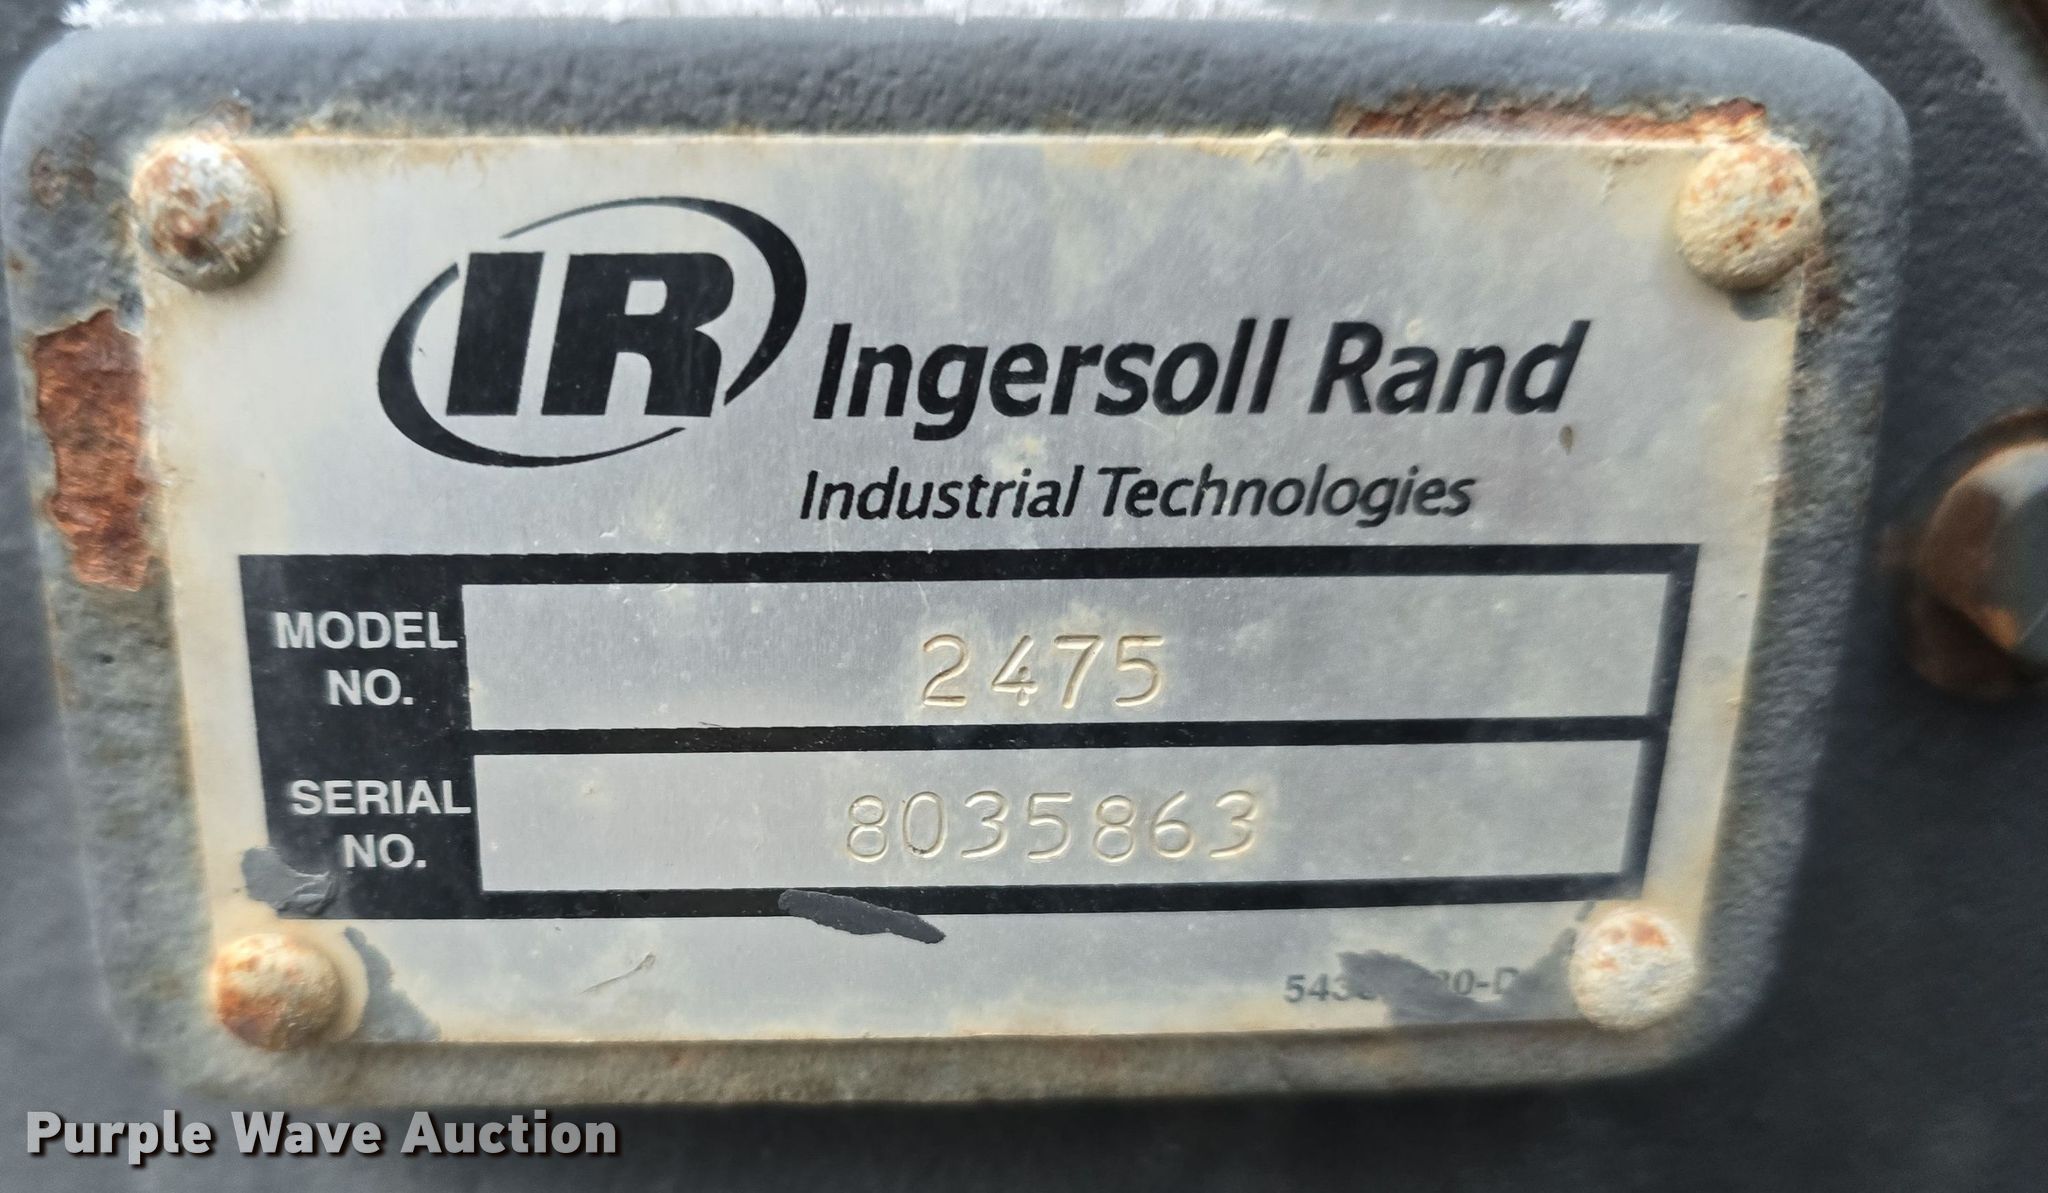 IR Ingersoll Rand
Industrial Technologies
MODEL NO. 2475
SERIAL NO. 8035863
Purple Wave Auction